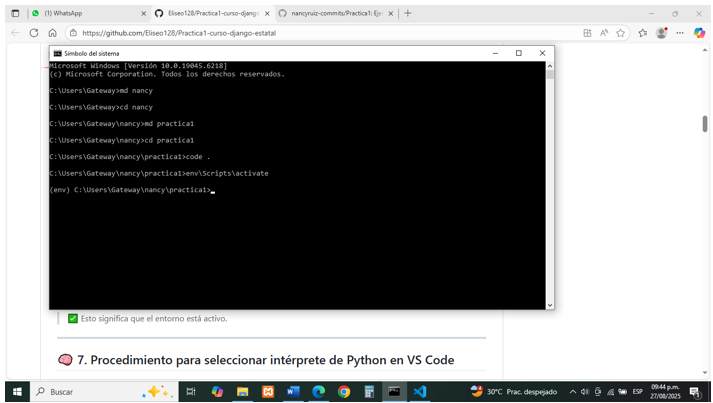 (1) WhatsApp
Eliseo128/Practica1-curso-django-
nancyruiz-commits/Practica1: Eje
https://github.com/Eliseo128/Practica1-curso-django-estatal
Símbolo del sistema
Microsoft Windows [Versión 10.0.19045.6218]
(c) Microsoft Corporation. Todos los derechos reservados.
C:\Users\Gateway>md nancy
C:\Users\Gateway>cd nancy
C:\Users\Gateway\nancy>md practica1
C:\Users\Gateway\nancy>cd practica1
C:\Users\Gateway\nancy\practica1>code .
C:\Users\Gateway\nancy\practica1>env\Scripts\activate
(env) C:\Users\Gateway\nancy\practica1>
✅ Esto significa que el entorno está activo.
🧠 7. Procedimiento para seleccionar intérprete de Python en VS Code
Buscar
30°C Prac. despejado
ESP
09:44 p.m.
27/08/2025